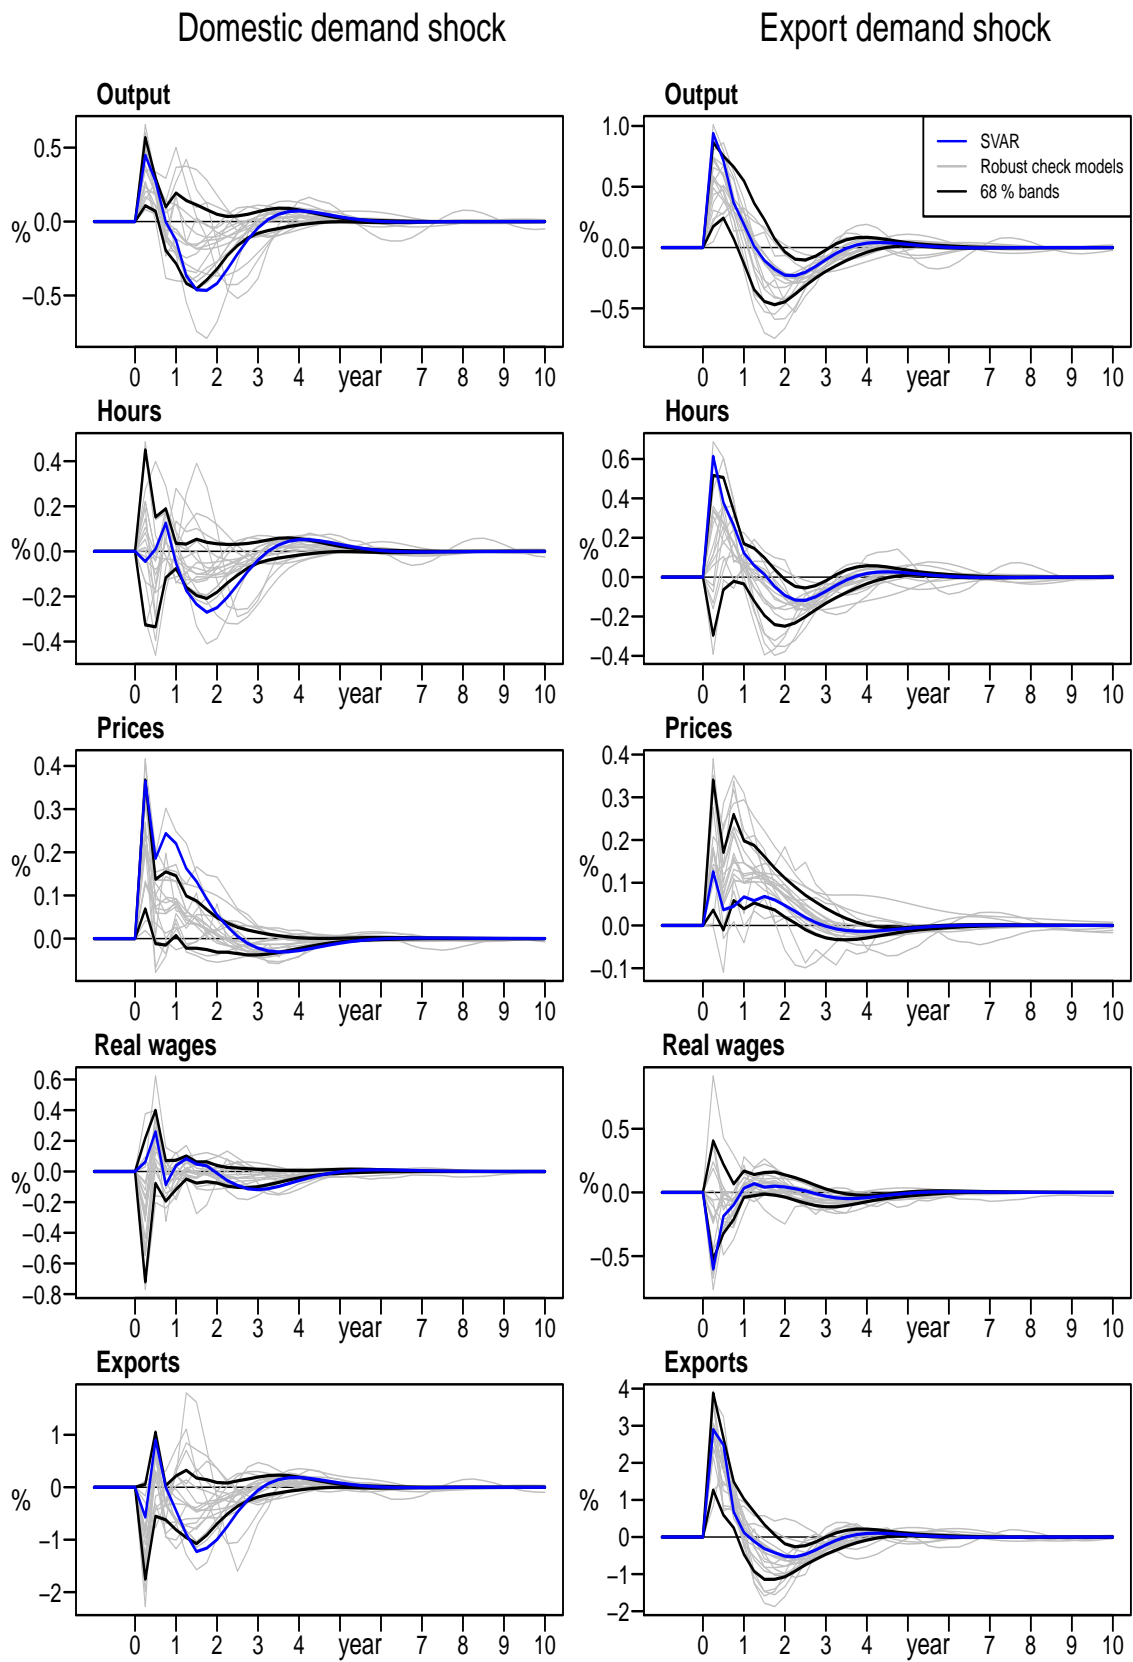 Domestic demand shock
Export demand shock
Output
0.5
0.0
−0.5
%
0 1 2 3 4 year 7 8 9 10
Output
1.0
0.5
0.0
−0.5
%
SVAR
Robust check models
68 % bands
0 1 2 3 4 year 7 8 9 10
Hours
0.4
0.2
0.0
−0.2
−0.4
%
0 1 2 3 4 year 7 8 9 10
Hours
0.6
0.4
0.2
0.0
−0.2
−0.4
%
0 1 2 3 4 year 7 8 9 10
Prices
0.4
0.3
0.2
0.1
0.0
%
0 1 2 3 4 year 7 8 9 10
Prices
0.4
0.3
0.2
0.1
0.0
−0.1
%
0 1 2 3 4 year 7 8 9 10
Real wages
0.6
0.4
0.2
0.0
−0.2
−0.4
−0.6
−0.8
%
0 1 2 3 4 year 7 8 9 10
Real wages
0.5
0.0
−0.5
%
0 1 2 3 4 year 7 8 9 10
Exports
1
0
−1
−2
%
0 1 2 3 4 year 7 8 9 10
Exports
4
3
2
1
0
−1
−2
%
0 1 2 3 4 year 7 8 9 10